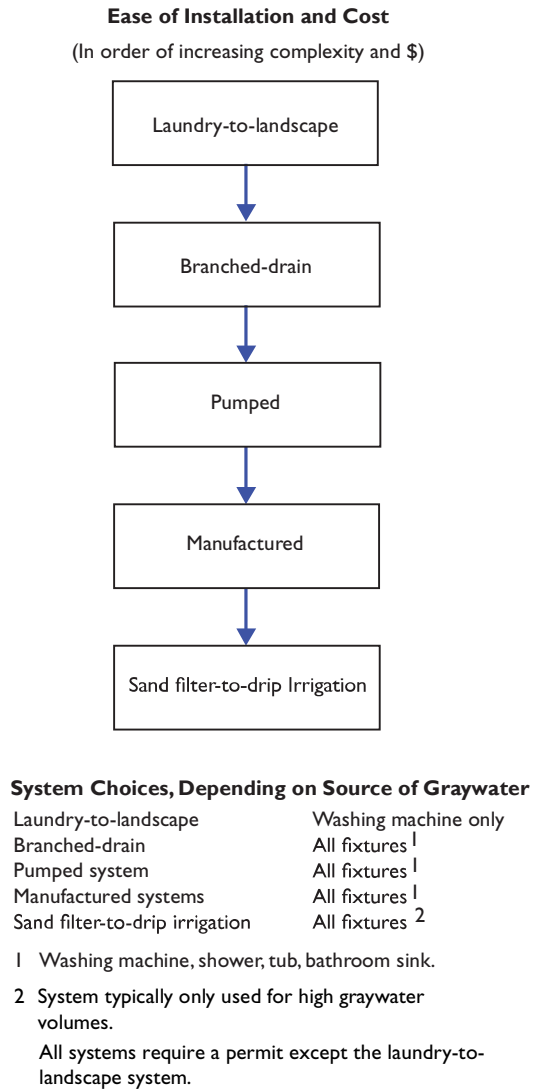 Ease of Installation and Cost
(In order of increasing complexity and $)
Laundry-to-landscape
Branched-drain
Pumped
Manufactured
Sand filter-to-drip Irrigation
System Choices, Depending on Source of Graywater
Laundry-to-landscape Washing machine only
Branched-drain All fixtures 1
Pumped system All fixtures 1
Manufactured systems All fixtures 1
Sand filter-to-drip irrigation All fixtures 2
1 Washing machine, shower, tub, bathroom sink.
2 System typically only used for high graywater
volumes.
All systems require a permit except the laundry-to-
landscape system.